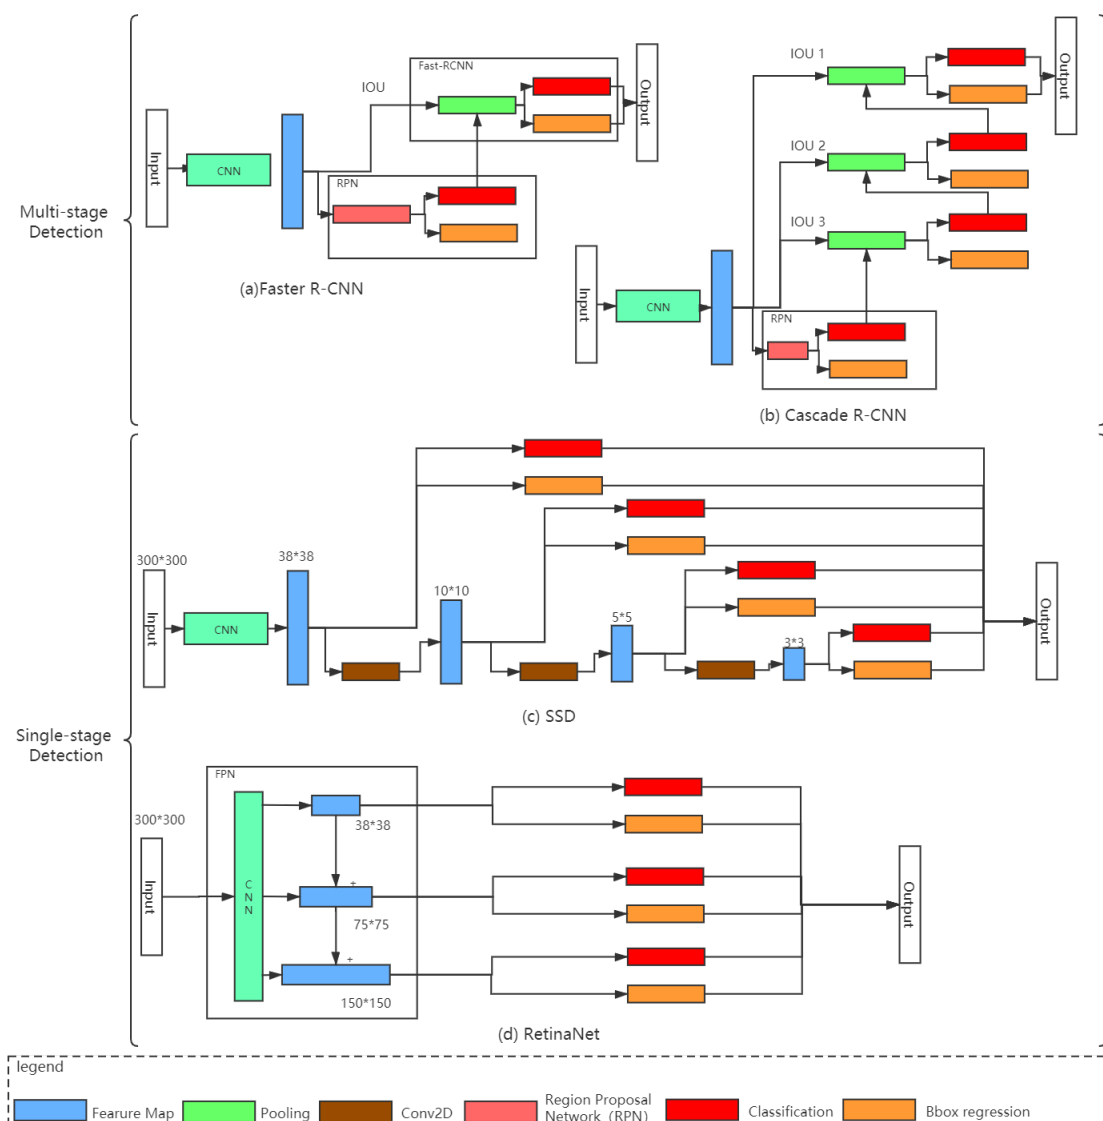 Multi-stage
Detection
Input
CNN
IOU
Fast-RCNN
RPN
Output
(a)Faster R-CNN
Input
CNN
IOU 1
IOU 2
IOU 3
RPN
Output
(b) Cascade R-CNN
Single-stage
Detection
300*300
Input
CNN
38*38
10*10
5*5
3*3
Output
(c) SSD
300*300
Input
FPN
C
N
N
38*38
+
75*75
+
150*150
Output
(d) RetinaNet
legend
Fearure Map
Pooling
Conv2D
Region Proposal
Network（RPN）
Classification
Bbox regression